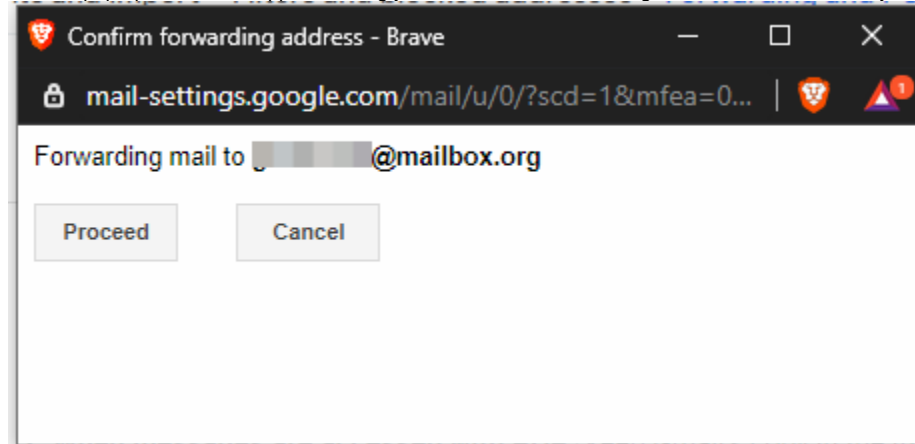 Confirm forwarding address - Brave
mail-settings.google.com/mail/u/0/?scd=1&mfea=0...
1
Forwarding mail to @mailbox.org
Proceed
Cancel